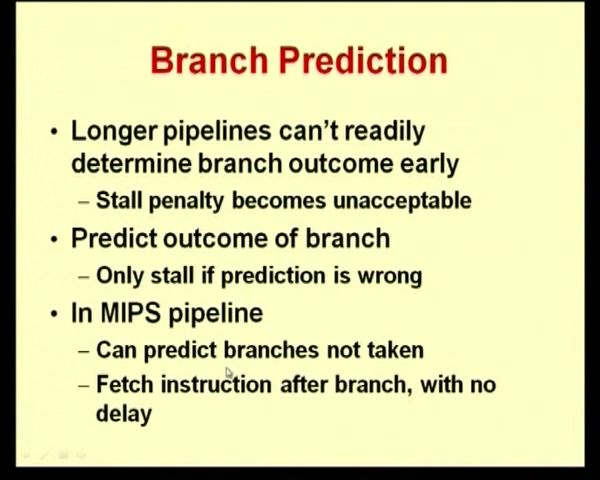 Branch Prediction
• Longer pipelines can't readily
determine branch outcome early
– Stall penalty becomes unacceptable
• Predict outcome of branch
– Only stall if prediction is wrong
• In MIPS pipeline
– Can predict branches not taken
– Fetch instruction after branch, with no
delay